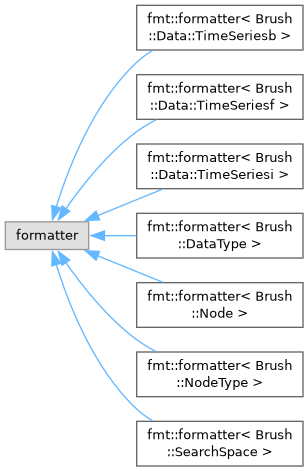 fmt::formatter< Brush
::Data::TimeSeriesb >
fmt::formatter< Brush
::Data::TimeSeriesf >
fmt::formatter< Brush
::Data::TimeSeriesi >
formatter
fmt::formatter< Brush
::DataType >
fmt::formatter< Brush
::Node >
fmt::formatter< Brush
::NodeType >
fmt::formatter< Brush
::SearchSpace >